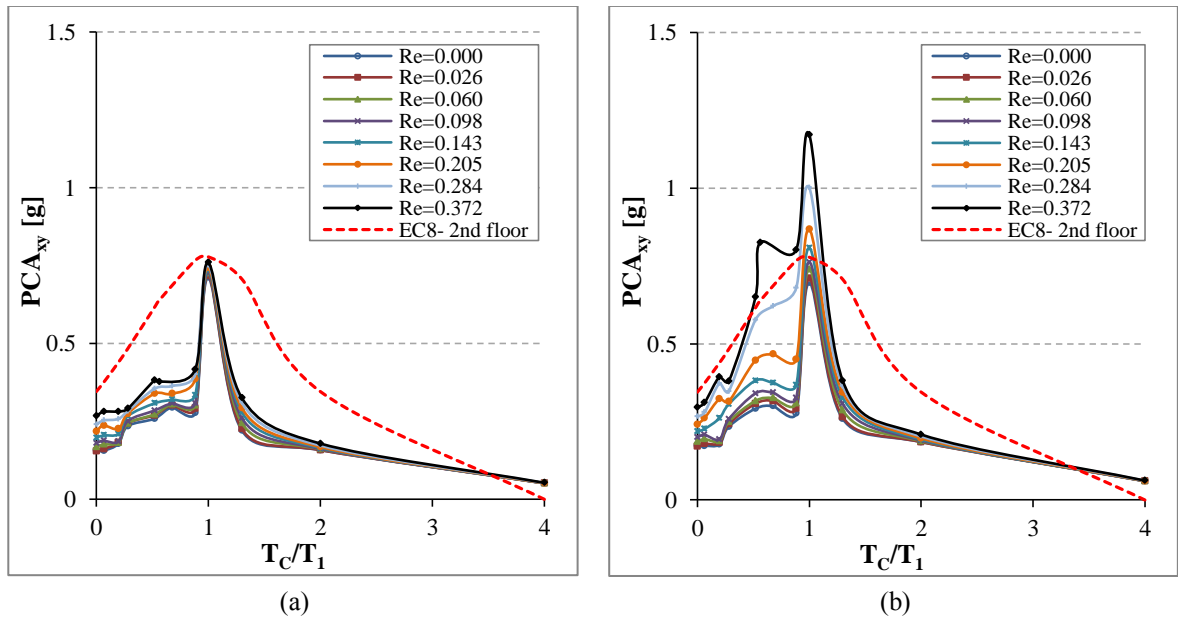 1.5
1
0.5
0
PCAxy [g]
Re=0.000
Re=0.026
Re=0.060
Re=0.098
Re=0.143
Re=0.205
Re=0.284
Re=0.372
EC8- 2nd floor
0 1 2 3 4
TC/T1
(a)
1.5
1
0.5
0
PCAxy [g]
Re=0.000
Re=0.026
Re=0.060
Re=0.098
Re=0.143
Re=0.205
Re=0.284
Re=0.372
EC8- 2nd floor
0 1 2 3 4
TC/T1
(b)